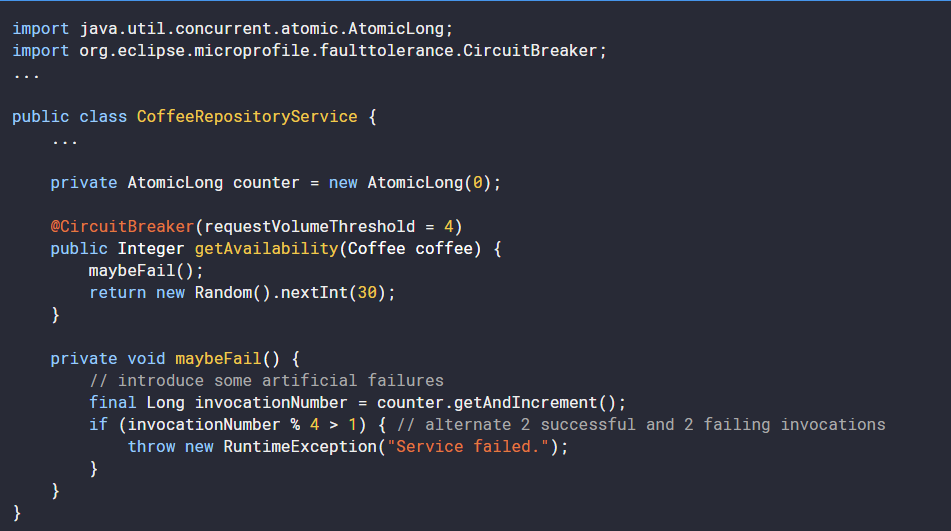 import java.util.concurrent.atomic.AtomicLong;
import org.eclipse.microprofile.faulttolerance.CircuitBreaker;
...
public class CoffeeRepositoryService {
...
private AtomicLong counter = new AtomicLong(0);
@CircuitBreaker(requestVolumeThreshold = 4)
public Integer getAvailability(Coffee coffee) {
maybeFail();
return new Random().nextInt(30);
}
private void maybeFail() {
// introduce some artificial failures
final Long invocationNumber = counter.getAndIncrement();
if (invocationNumber % 4 > 1) { // alternate 2 successful and 2 failing invocations
throw new RuntimeException("Service failed.");
}
}
}